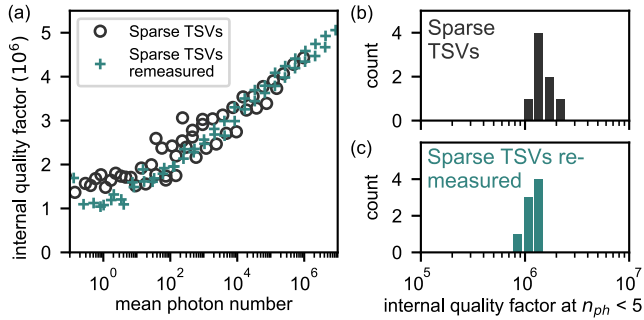 (a)
Sparse TSVs
Sparse TSVs
remeasured
internal quality factor (10⁶)
5
4
3
2
1
0
10⁰
10²
10⁴
10⁶
mean photon number
(b)
Sparse
TSVs
count
4
2
0
(c)
Sparse TSVs re-
measured
count
4
2
0
10⁵
10⁶
10⁷
internal quality factor at nₚₕ < 5